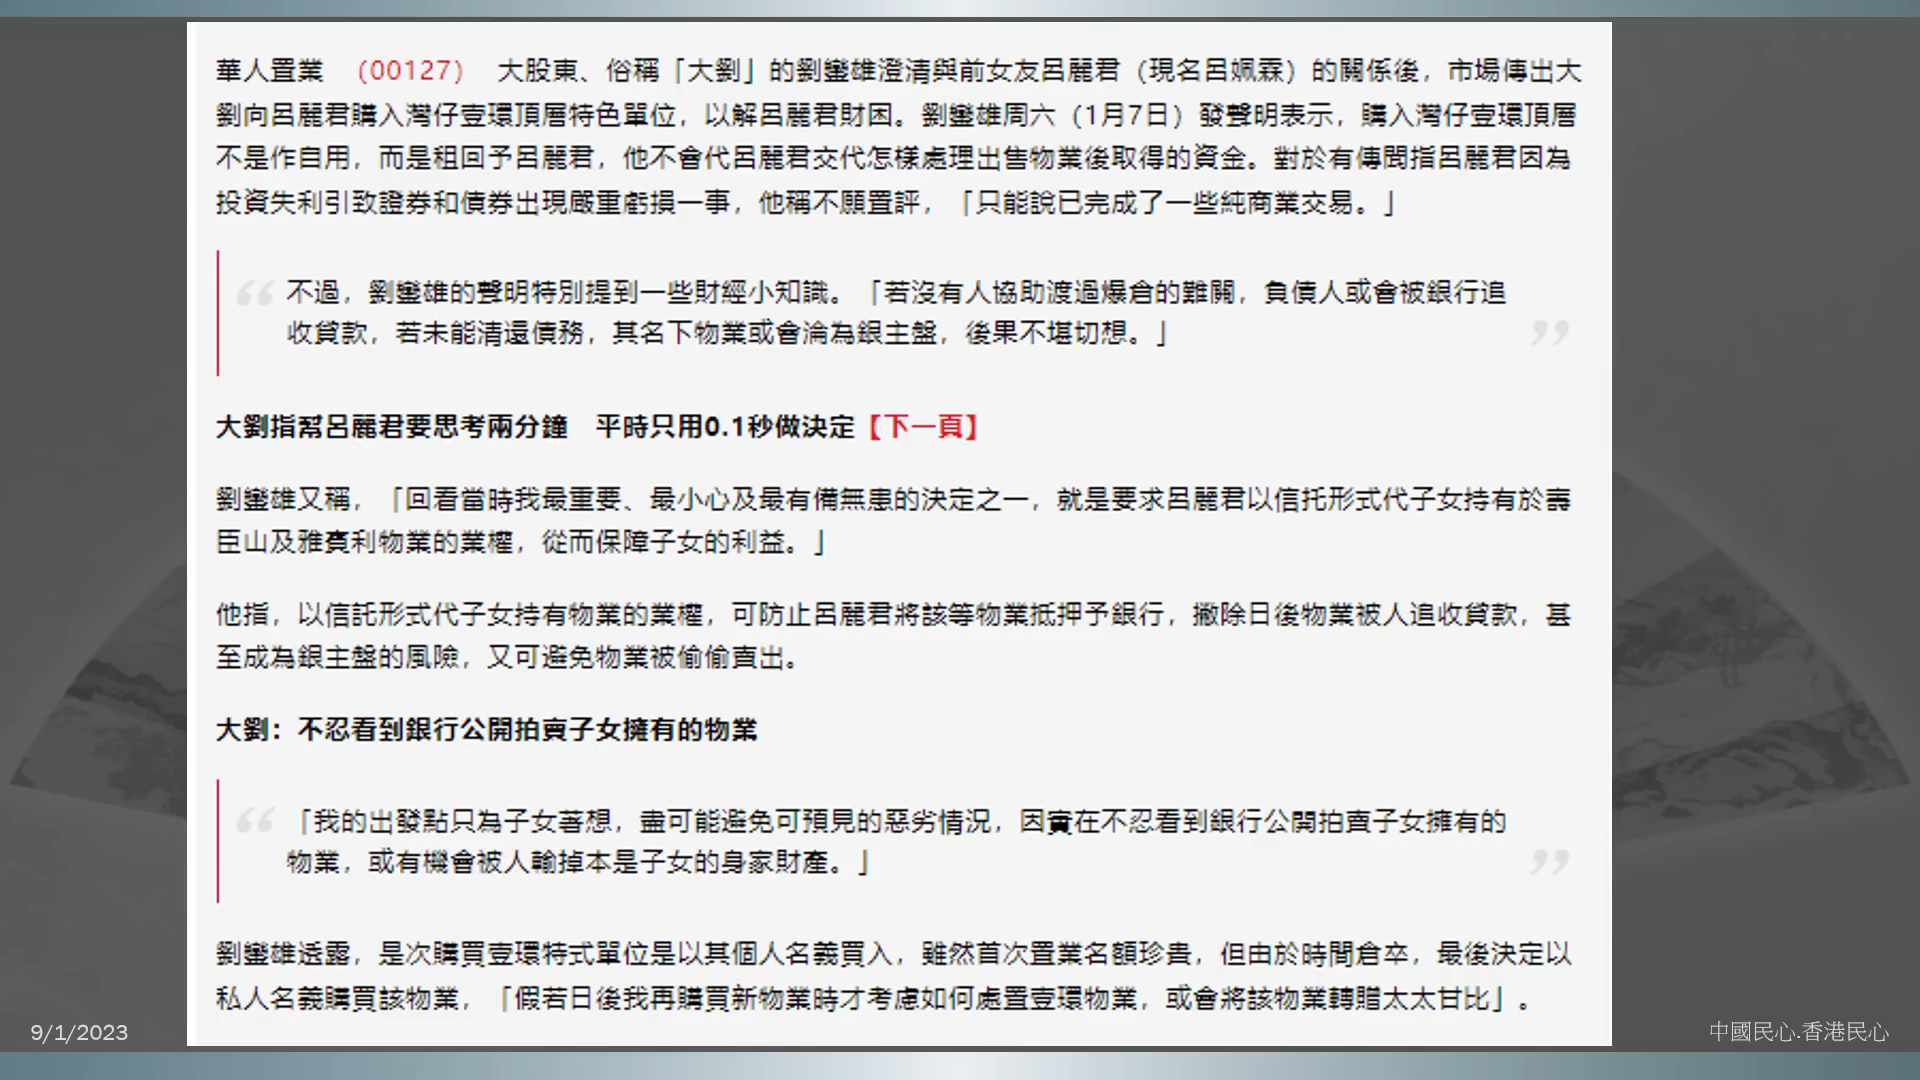 華人置業 （00127） 大股東、俗稱「大劉」的劉鑾雄澄清與前女友呂麗君（現名呂姵霖）的關係後，市場傳出大
劉向呂麗君購入灣仔壹環頂層特色單位，以解呂麗君財困。劉鑾雄周六（1月7日）發聲明表示，購入灣仔壹環頂層
不是作自用，而是租回予呂麗君，他不會代呂麗君交代怎樣處理出售物業後取得的資金。對於有傳聞指呂麗君因為
投資失利引致證券和債券出現嚴重虧損一事，他稱不願置評，「只能說已完成了一些純商業交易。」
不過，劉鑾雄的聲明特別提到一些財經小知識。「若沒有人協助渡過爆倉的難關，負債人或會被銀行追
收貸款，若未能清還債務，其名下物業或會淪為銀主盤，後果不堪切想。」
大劉指幫呂麗君要思考兩分鐘 平時只用0.1秒做決定【下一頁】
劉鑾雄又稱，「回看當時我最重要、最小心及最有備無患的決定之一，就是要求呂麗君以信托形式代子女持有於壽
臣山及雅賓利物業的業權，從而保障子女的利益。」
他指，以信託形式代子女持有物業的業權，可防止呂麗君將該等物業抵押予銀行，撇除日後物業被人追收貸款，甚
至成為銀主盤的風險，又可避免物業被偷偷賣出。
大劉：不忍看到銀行公開拍賣子女擁有的物業
「我的出發點只為子女著想，盡可能避免可預見的惡劣情況，因實在不忍看到銀行公開拍賣子女擁有的
物業，或有機會被人輸掉本是子女的身家財產。」
劉鑾雄透露，是次購買壹環特式單位是以其個人名義買入，雖然首次置業名額珍貴，但由於時間倉卒，最後決定以
私人名義購買該物業，「假若日後我再購買新物業時才考慮如何處置壹環物業，或會將該物業轉贈太太甘比」。
9/1/2023
中國民心.香港民心